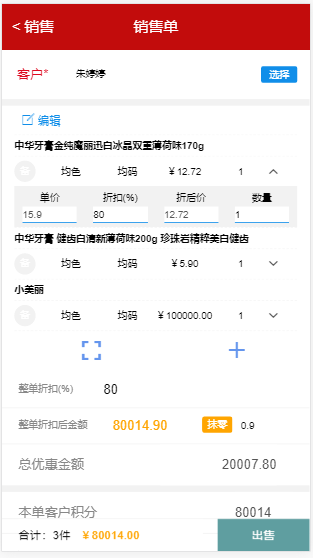 < 销售 销售单
客户* 朱婷婷 选择
编辑
中华牙膏金纯魔丽迅白冰晶双重薄荷味170g
均色 均码 ¥12.72 1
单价 折扣(%) 折后价 数量
15.9 80 12.72 1
中华牙膏 健齿白清新薄荷味200g 珍珠岩精粹美白健齿
均色 均码 ¥5.90 1
小美丽
均色 均码 ¥100000.00 1
整单折扣(%) 80
整单折扣后金额 80014.90 抹零 0.9
总优惠金额 20007.80
本单客户积分 80014
合计：3件 ¥80014.00 出售